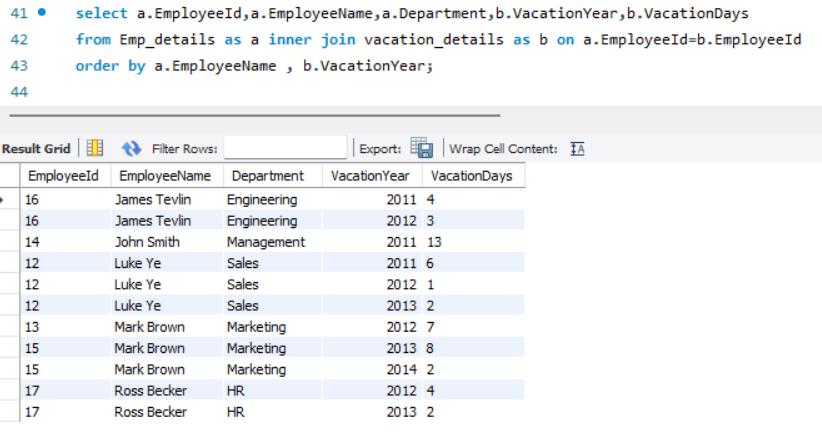 41 select a.EmployeeId,a.EmployeeName,a.Department,b.VacationYear,b.VacationDays
42 from Emp_details as a inner join vacation_details as b on a.EmployeeId=b.EmployeeId
43 order by a.EmployeeName , b.VacationYear;
44
Result Grid Filter Rows: Export: Wrap Cell Content: IA
EmployeeId EmployeeName Department VacationYear VacationDays
16 James Tevlin Engineering 2011 4
16 James Tevlin Engineering 2012 3
14 John Smith Management 2011 13
12 Luke Ye Sales 2011 6
12 Luke Ye Sales 2012 1
12 Luke Ye Sales 2013 2
13 Mark Brown Marketing 2012 7
15 Mark Brown Marketing 2013 8
15 Mark Brown Marketing 2014 2
17 Ross Becker HR 2012 4
17 Ross Becker HR 2013 2